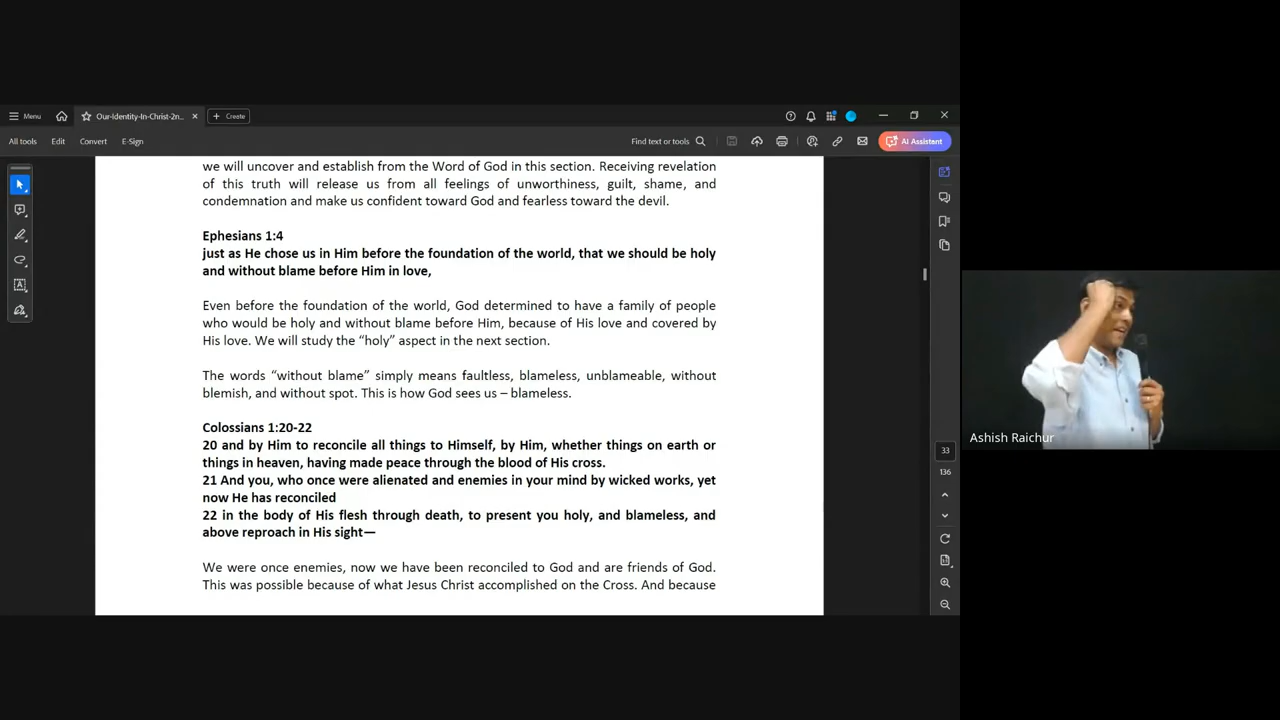 Menu
Our-Identity-In-Christ-2n...
Create
All tools
Edit
Convert
E-Sign
Find text or tools
AI Assistant
we will uncover and establish from the Word of God in this section. Receiving revelation
of this truth will release us from all feelings of unworthiness, guilt, shame, and
condemnation and make us confident toward God and fearless toward the devil.
Ephesians 1:4
just as He chose us in Him before the foundation of the world, that we should be holy
and without blame before Him in love,
Even before the foundation of the world, God determined to have a family of people
who would be holy and without blame before Him, because of His love and covered by
His love. We will study the “holy” aspect in the next section.
The words “without blame” simply means faultless, blameless, unblameable, without
blemish, and without spot. This is how God sees us – blameless.
Colossians 1:20-22
20 and by Him to reconcile all things to Himself, by Him, whether things on earth or
things in heaven, having made peace through the blood of His cross.
21 And you, who once were alienated and enemies in your mind by wicked works, yet
now He has reconciled
22 in the body of His flesh through death, to present you holy, and blameless, and
above reproach in His sight—
We were once enemies, now we have been reconciled to God and are friends of God.
This was possible because of what Jesus Christ accomplished on the Cross. And because
33
136
Ashish Raichur